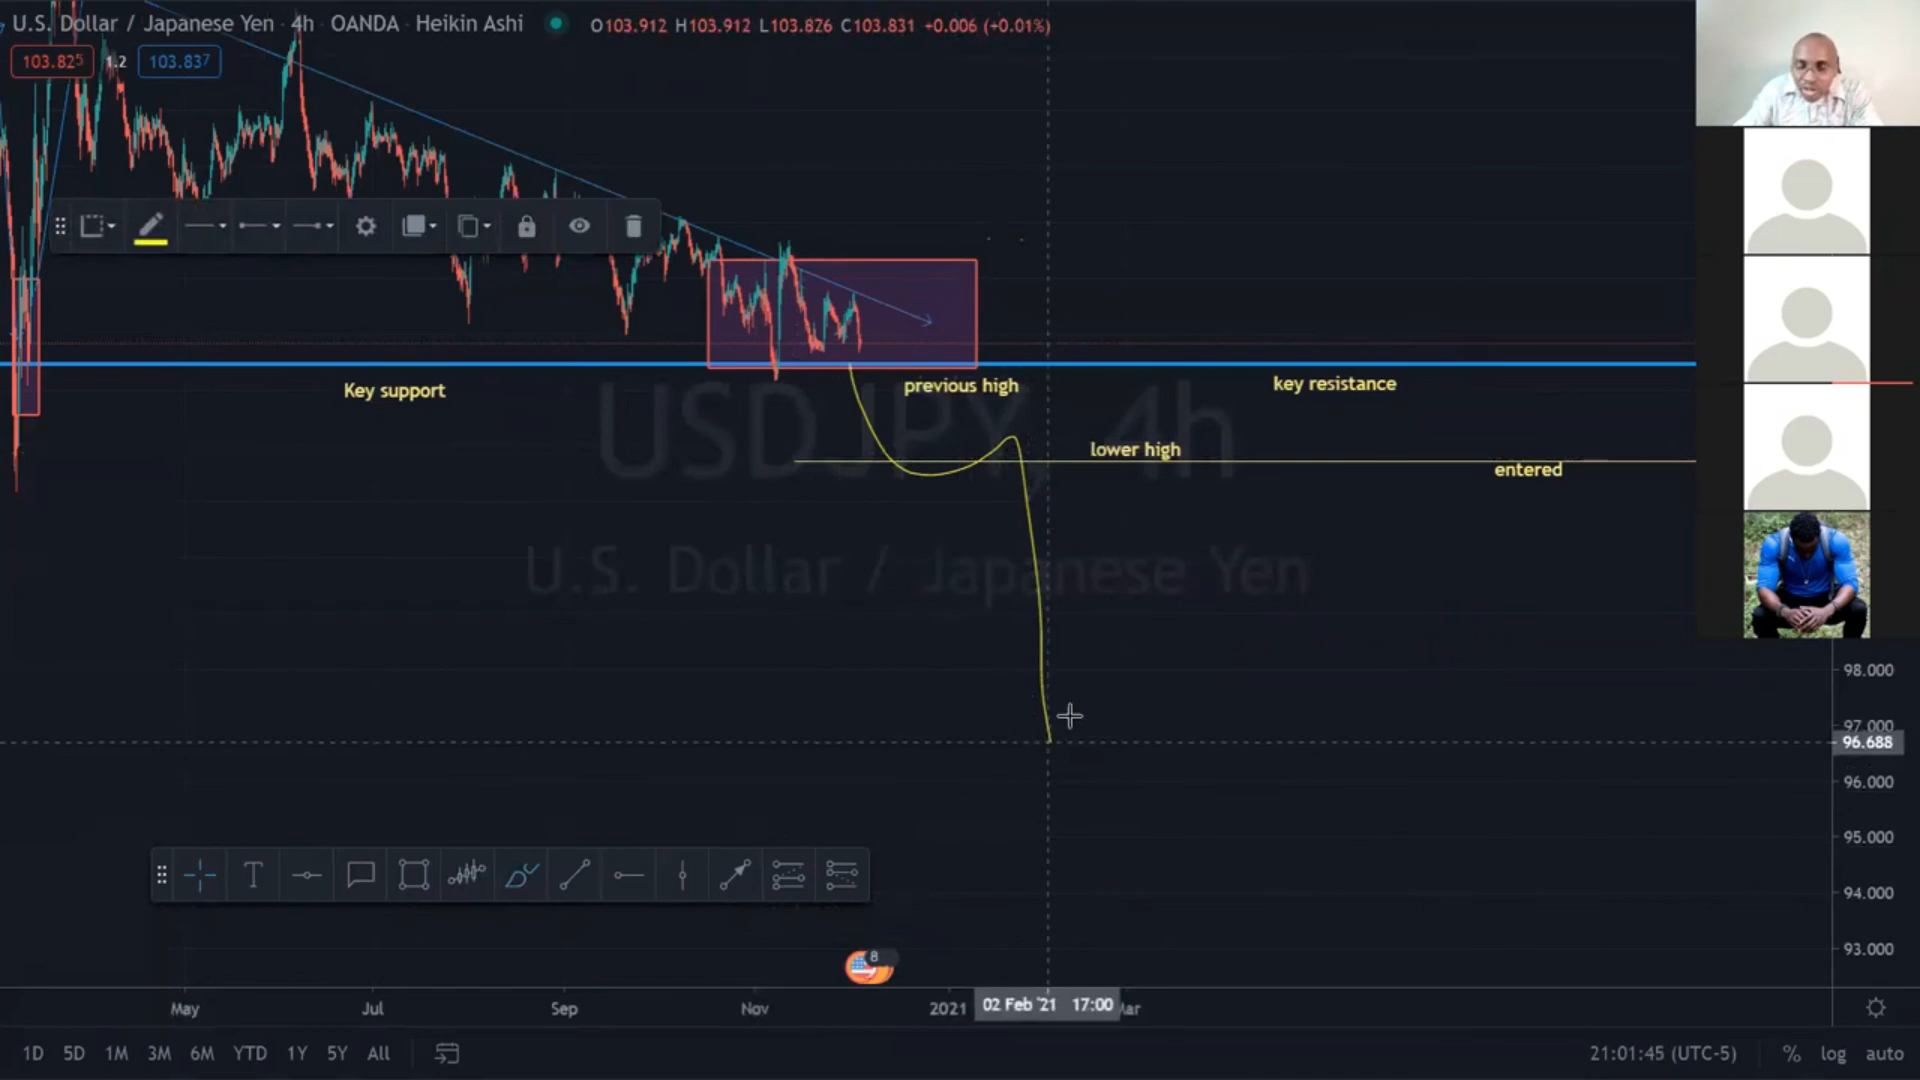 U.S. Dollar / Japanese Yen · 4h · OANDA · Heikin Ashi O103.912 H103.912 L103.826 C103.831 +0.006 (+0.01%)
103.825 1.2 103.837
Key support
previous high
key resistance
USDJPY, 4h
lower high
entered
U.S. Dollar / Japanese Yen
98.000
97.000
96.688
96.000
95.000
94.000
93.000
T
8
May Jul Sep Nov 2021 02 Feb '21 17:00 Mar
1D 5D 1M 3M 6M YTD 1Y 5Y All 21:01:45 (UTC-5) % log auto